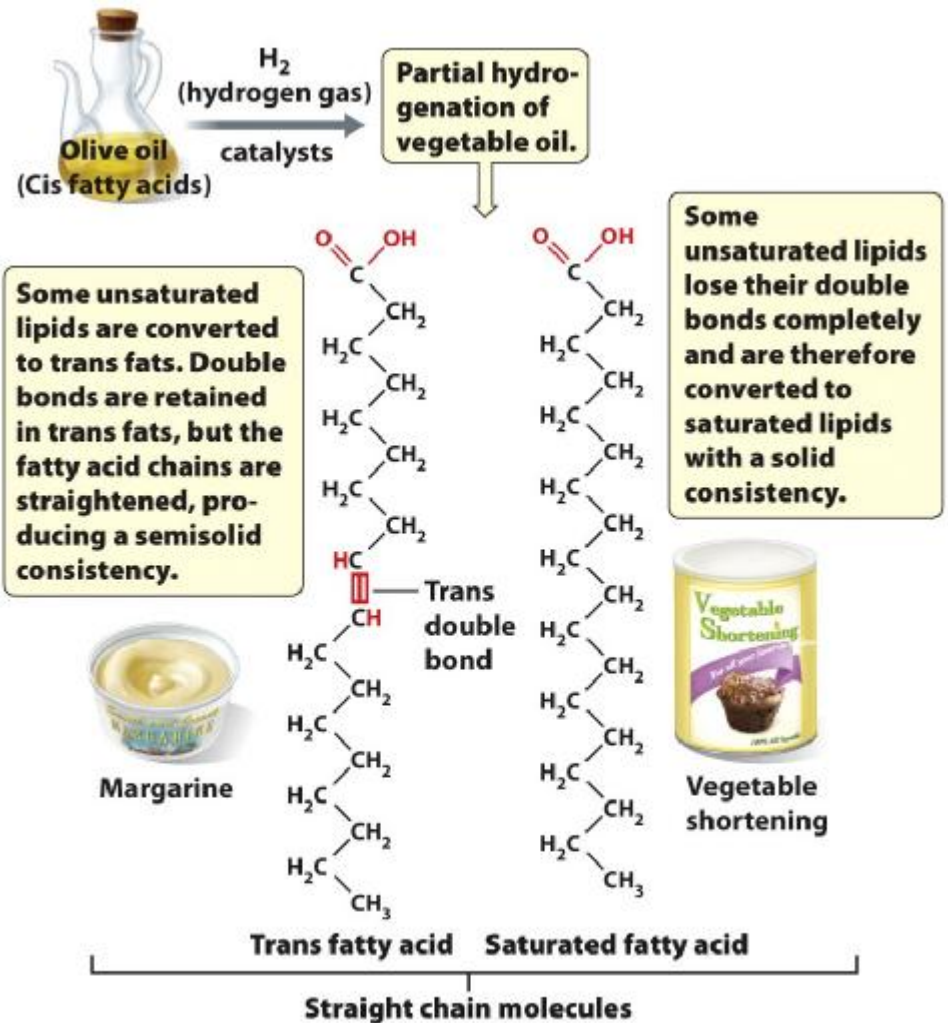 H2
(hydrogen gas)
catalysts
Olive oil
(Cis fatty acids)
Partial hydro-
genation of
vegetable oil.
Some unsaturated
lipids are converted
to trans fats. Double
bonds are retained
in trans fats, but the
fatty acid chains are
straightened, pro-
ducing a semisolid
consistency.
Margarine
O OH
C
CH2
H2C
CH2
H2C
CH2
H2C
CH2
HC
Trans
double
bond
CH
H2C
CH2
H2C
CH2
H2C
CH2
H2C
CH3
Trans fatty acid
O OH
C
CH2
H2C
CH2
H2C
CH2
H2C
CH2
H2C
CH2
H2C
CH2
H2C
CH2
H2C
CH2
H2C
CH3
Saturated fatty acid
Some
unsaturated lipids
lose their double
bonds completely
and are therefore
converted to
saturated lipids
with a solid
consistency.
Vegetable
Shortening
Vegetable
shortening
Straight chain molecules